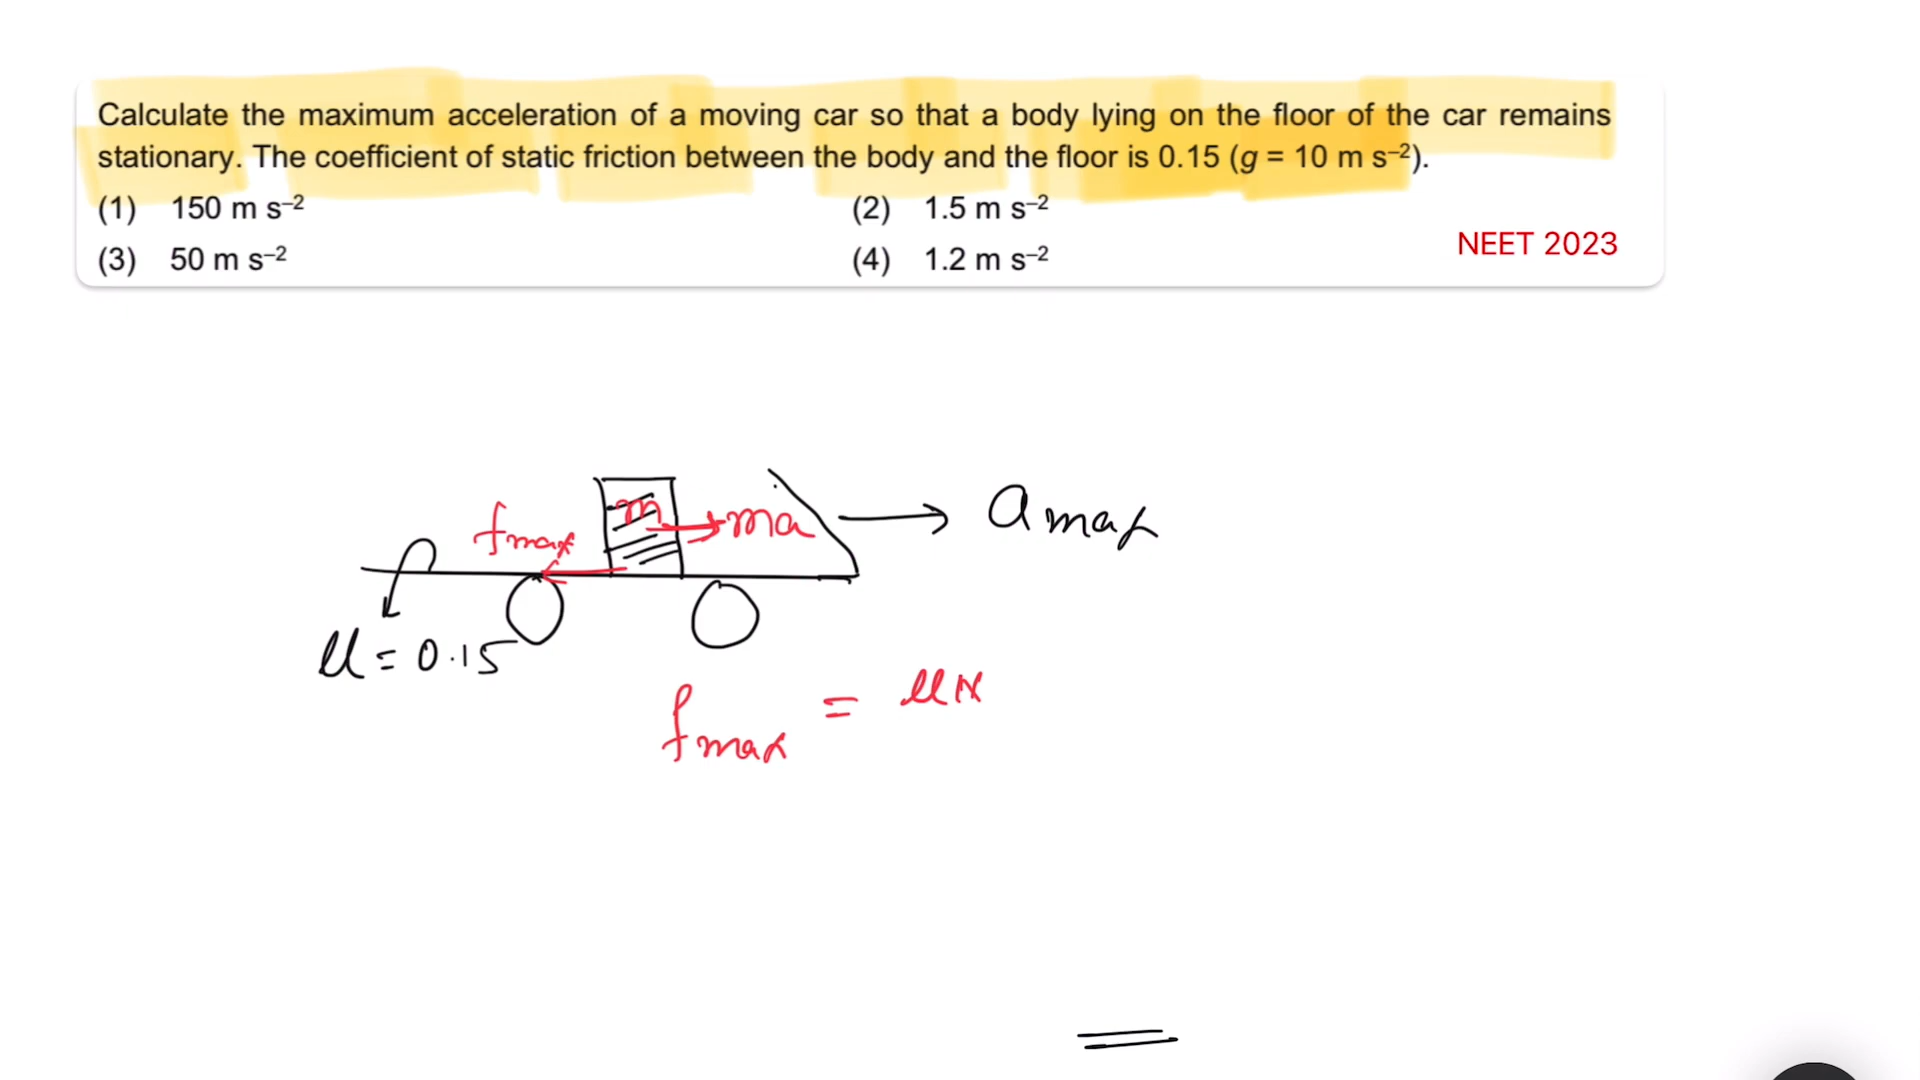 Calculate the maximum acceleration of a moving car so that a body lying on the floor of the car remains
stationary. The coefficient of static friction between the body and the floor is 0.15 (g = 10 m s⁻²).
(1) 150 m s⁻² (2) 1.5 m s⁻²
(3) 50 m s⁻² (4) 1.2 m s⁻²
NEET 2023
fmax m ma amax
μ = 0.15
fmax = μN